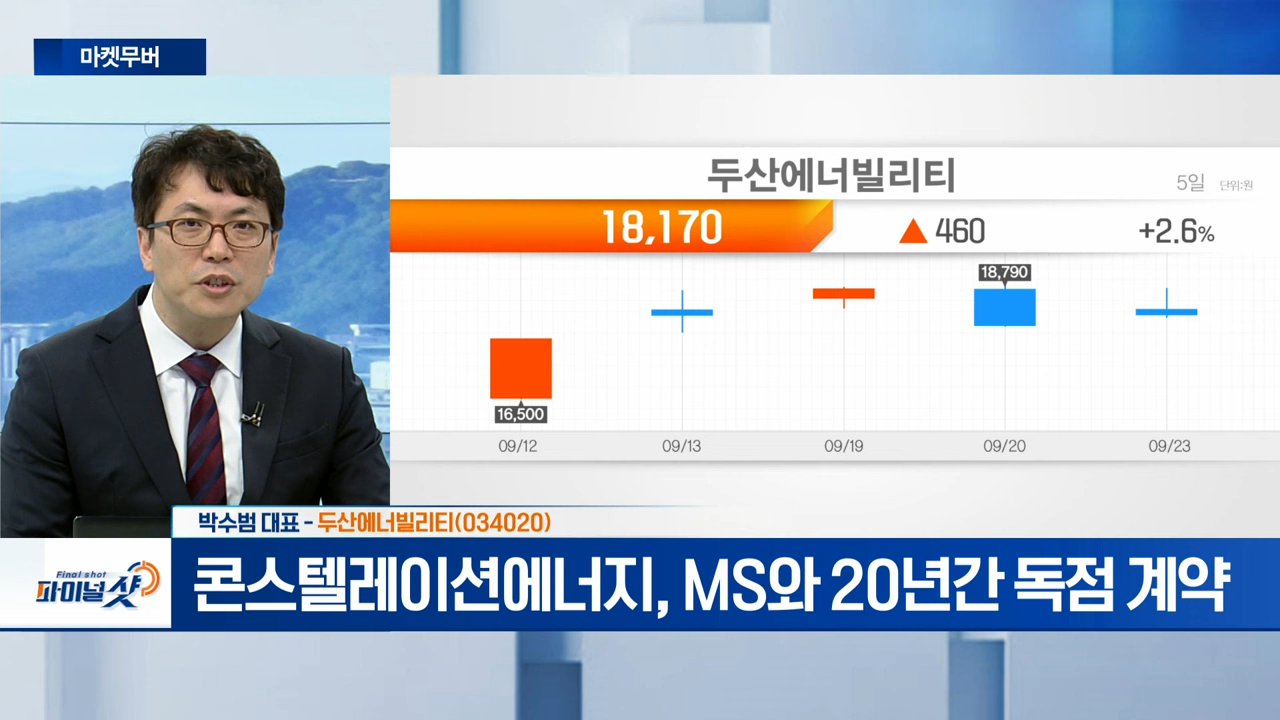 마켓무버
두산에너빌리티
5일 단위:원
18,170 ▲ 460 +2.6%
18,790
16,500
09/12 09/13 09/19 09/20 09/23
박수범 대표 - 두산에너빌리티(034020)
Final shot
파이널 샷
콘스텔레이션에너지, MS와 20년간 독점 계약